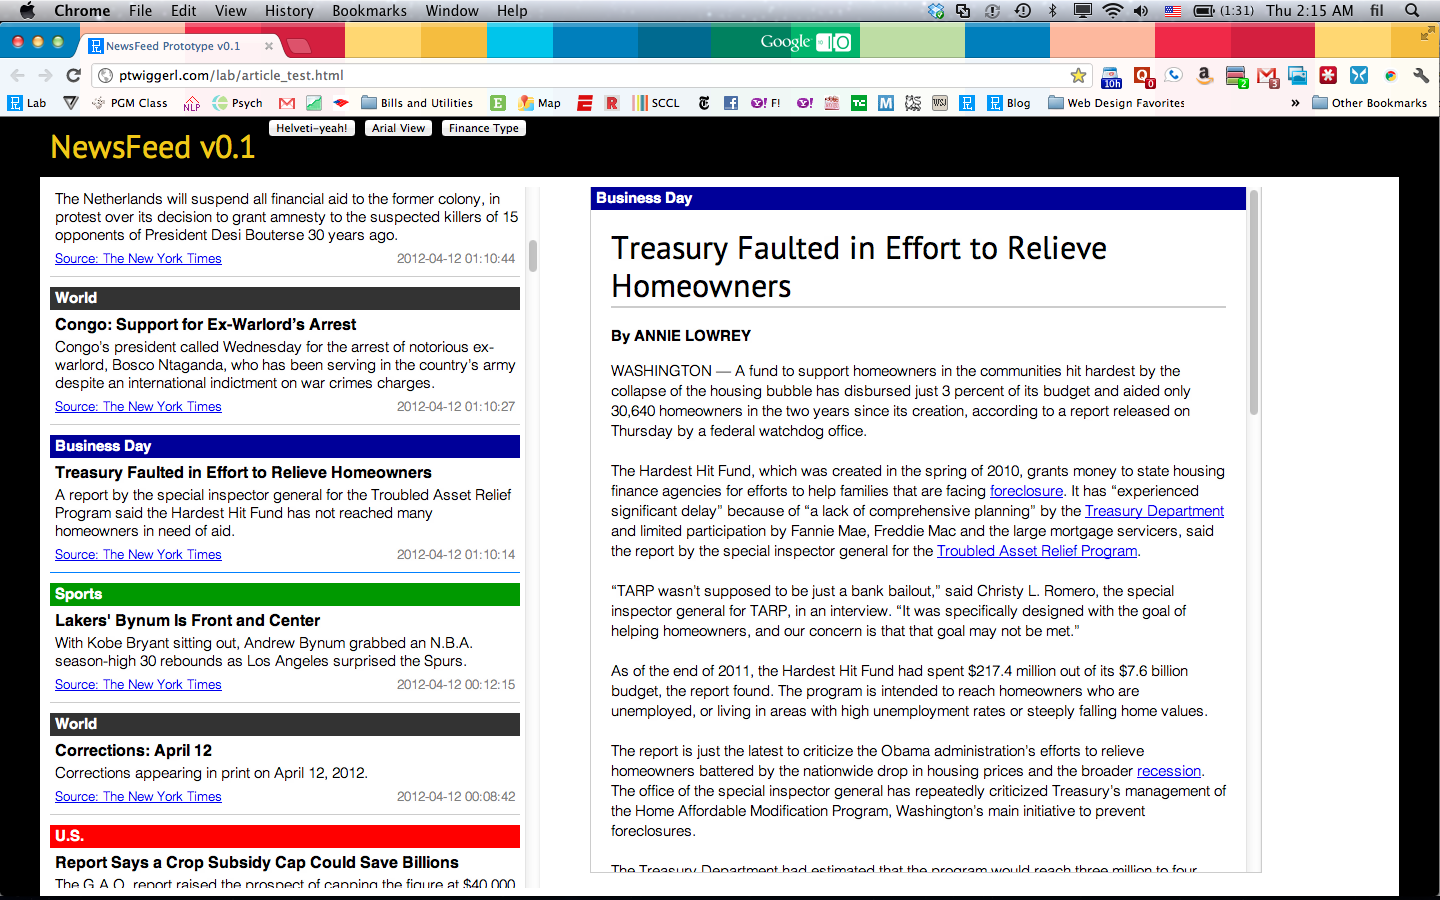 Chrome File Edit View History Bookmarks Window Help (1:31) Thu 2:15 AM fil
NewsFeed Prototype v0.1 Google IO
ptwiggerl.com/lab/article_test.html 10h 0 2 3
Lab PGM Class NLP Psych Bills and Utilities E Map E R SCCL T f Y! F! Y! TC M WSJ Blog Web Design Favorites » Other Bookmarks
Helveti-yeah! Arial View Finance Type
NewsFeed v0.1
The Netherlands will suspend all financial aid to the former colony, in
protest over its decision to grant amnesty to the suspected killers of 15
opponents of President Desi Bouterse 30 years ago.
Source: The New York Times 2012-04-12 01:10:44
World
Congo: Support for Ex-Warlord’s Arrest
Congo’s president called Wednesday for the arrest of notorious ex-
warlord, Bosco Ntaganda, who has been serving in the country’s army
despite an international indictment on war crimes charges.
Source: The New York Times 2012-04-12 01:10:27
Business Day
Treasury Faulted in Effort to Relieve Homeowners
A report by the special inspector general for the Troubled Asset Relief
Program said the Hardest Hit Fund has not reached many
homeowners in need of aid.
Source: The New York Times 2012-04-12 01:10:14
Sports
Lakers' Bynum Is Front and Center
With Kobe Bryant sitting out, Andrew Bynum grabbed an N.B.A.
season-high 30 rebounds as Los Angeles surprised the Spurs.
Source: The New York Times 2012-04-12 00:12:15
World
Corrections: April 12
Corrections appearing in print on April 12, 2012.
Source: The New York Times 2012-04-12 00:08:42
U.S.
Report Says a Crop Subsidy Cap Could Save Billions
The G.A.O. report raised the prospect of capping the figure at $40,000
Business Day
Treasury Faulted in Effort to Relieve
Homeowners
By ANNIE LOWREY
WASHINGTON — A fund to support homeowners in the communities hit hardest by the
collapse of the housing bubble has disbursed just 3 percent of its budget and aided only
30,640 homeowners in the two years since its creation, according to a report released on
Thursday by a federal watchdog office.
The Hardest Hit Fund, which was created in the spring of 2010, grants money to state housing
finance agencies for efforts to help families that are facing foreclosure. It has “experienced
significant delay” because of “a lack of comprehensive planning” by the Treasury Department
and limited participation by Fannie Mae, Freddie Mac and the large mortgage servicers, said
the report by the special inspector general for the Troubled Asset Relief Program.
“TARP wasn’t supposed to be just a bank bailout,” said Christy L. Romero, the special
inspector general for TARP, in an interview. “It was specifically designed with the goal of
helping homeowners, and our concern is that that goal may not be met.”
As of the end of 2011, the Hardest Hit Fund had spent $217.4 million out of its $7.6 billion
budget, the report found. The program is intended to reach homeowners who are
unemployed, or living in areas with high unemployment rates or steeply falling home values.
The report is just the latest to criticize the Obama administration’s efforts to relieve
homeowners battered by the nationwide drop in housing prices and the broader recession.
The office of the special inspector general has repeatedly criticized Treasury’s management of
the Home Affordable Modification Program, Washington’s main initiative to prevent
foreclosures.
The Treasury Department had estimated that the program would reach three million to four